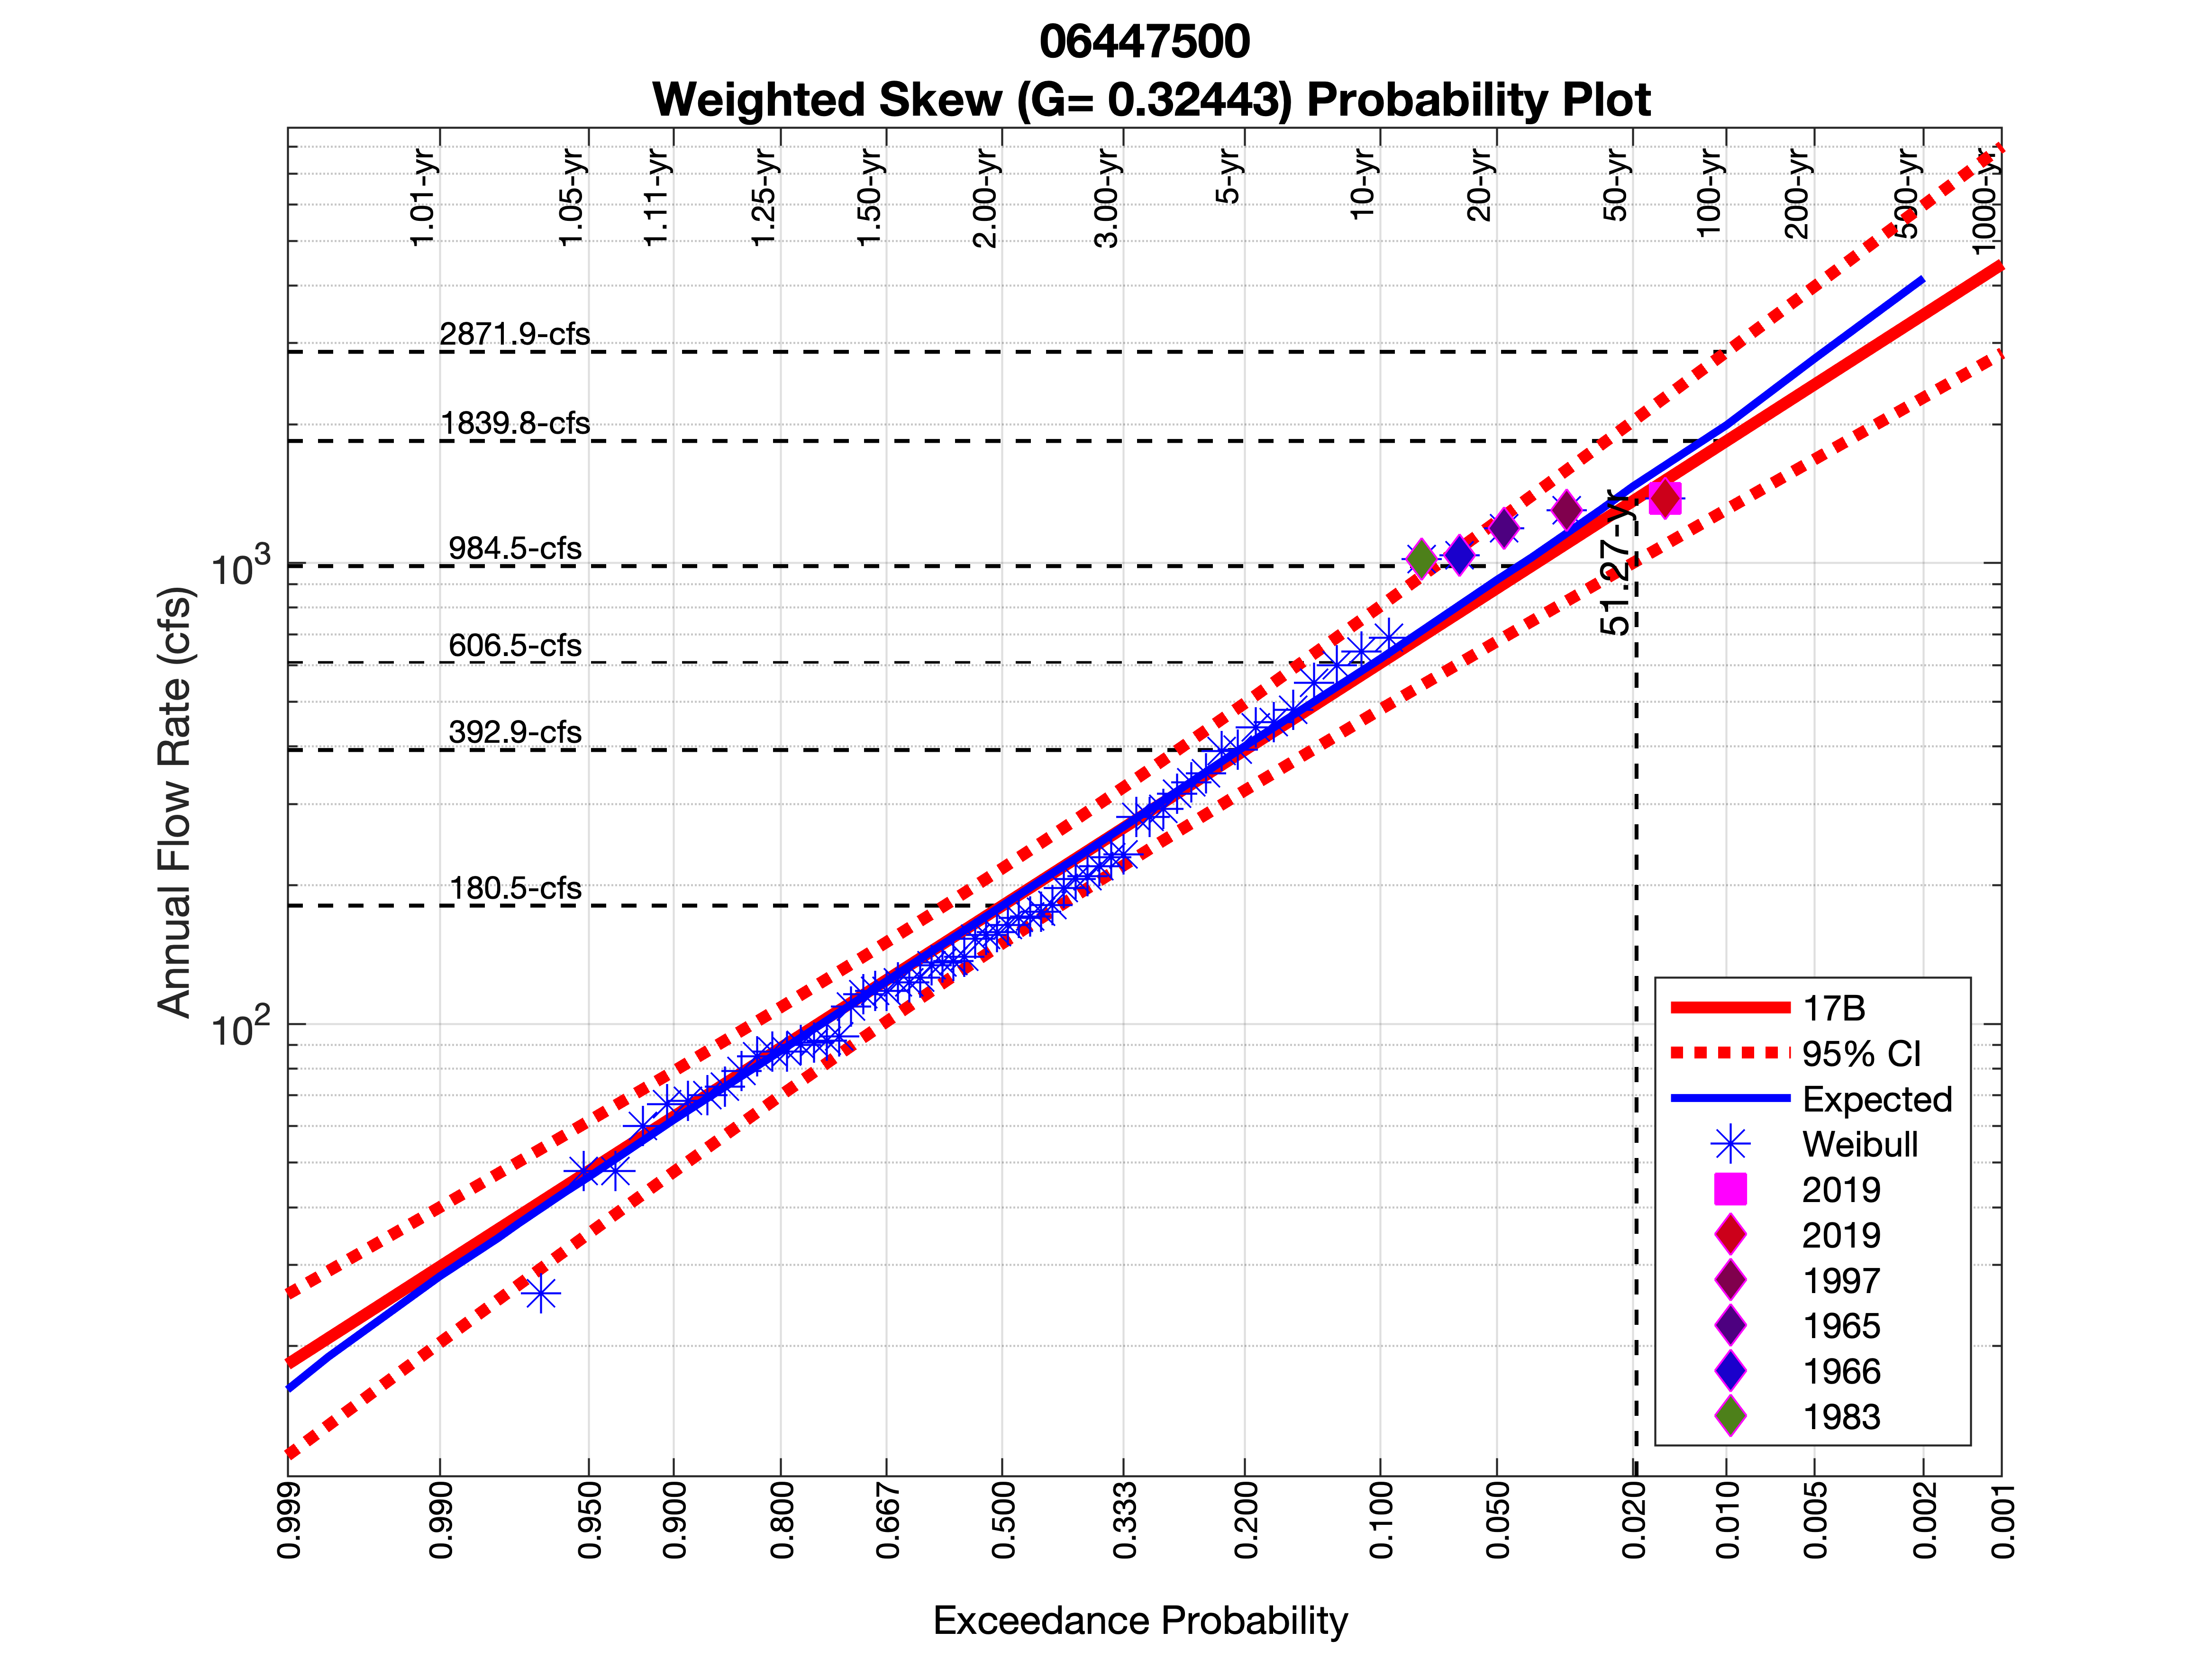 06447500
Weighted Skew (G= 0.32443) Probability Plot
1.01-yr
1.05-yr
1.11-yr
1.25-yr
1.50-yr
2.000-yr
3.00-yr
5-yr
10-yr
20-yr
50-yr
100-yr
200-yr
500-yr
1000-yr
2871.9-cfs
1839.8-cfs
984.5-cfs
606.5-cfs
392.9-cfs
180.5-cfs
51.27-yr
10³
10²
Annual Flow Rate (cfs)
17B
95% CI
Expected
Weibull
2019
2019
1997
1965
1966
1983
0.999
0.990
0.950
0.900
0.800
0.667
0.500
0.333
0.200
0.100
0.050
0.020
0.010
0.005
0.002
0.001
Exceedance Probability